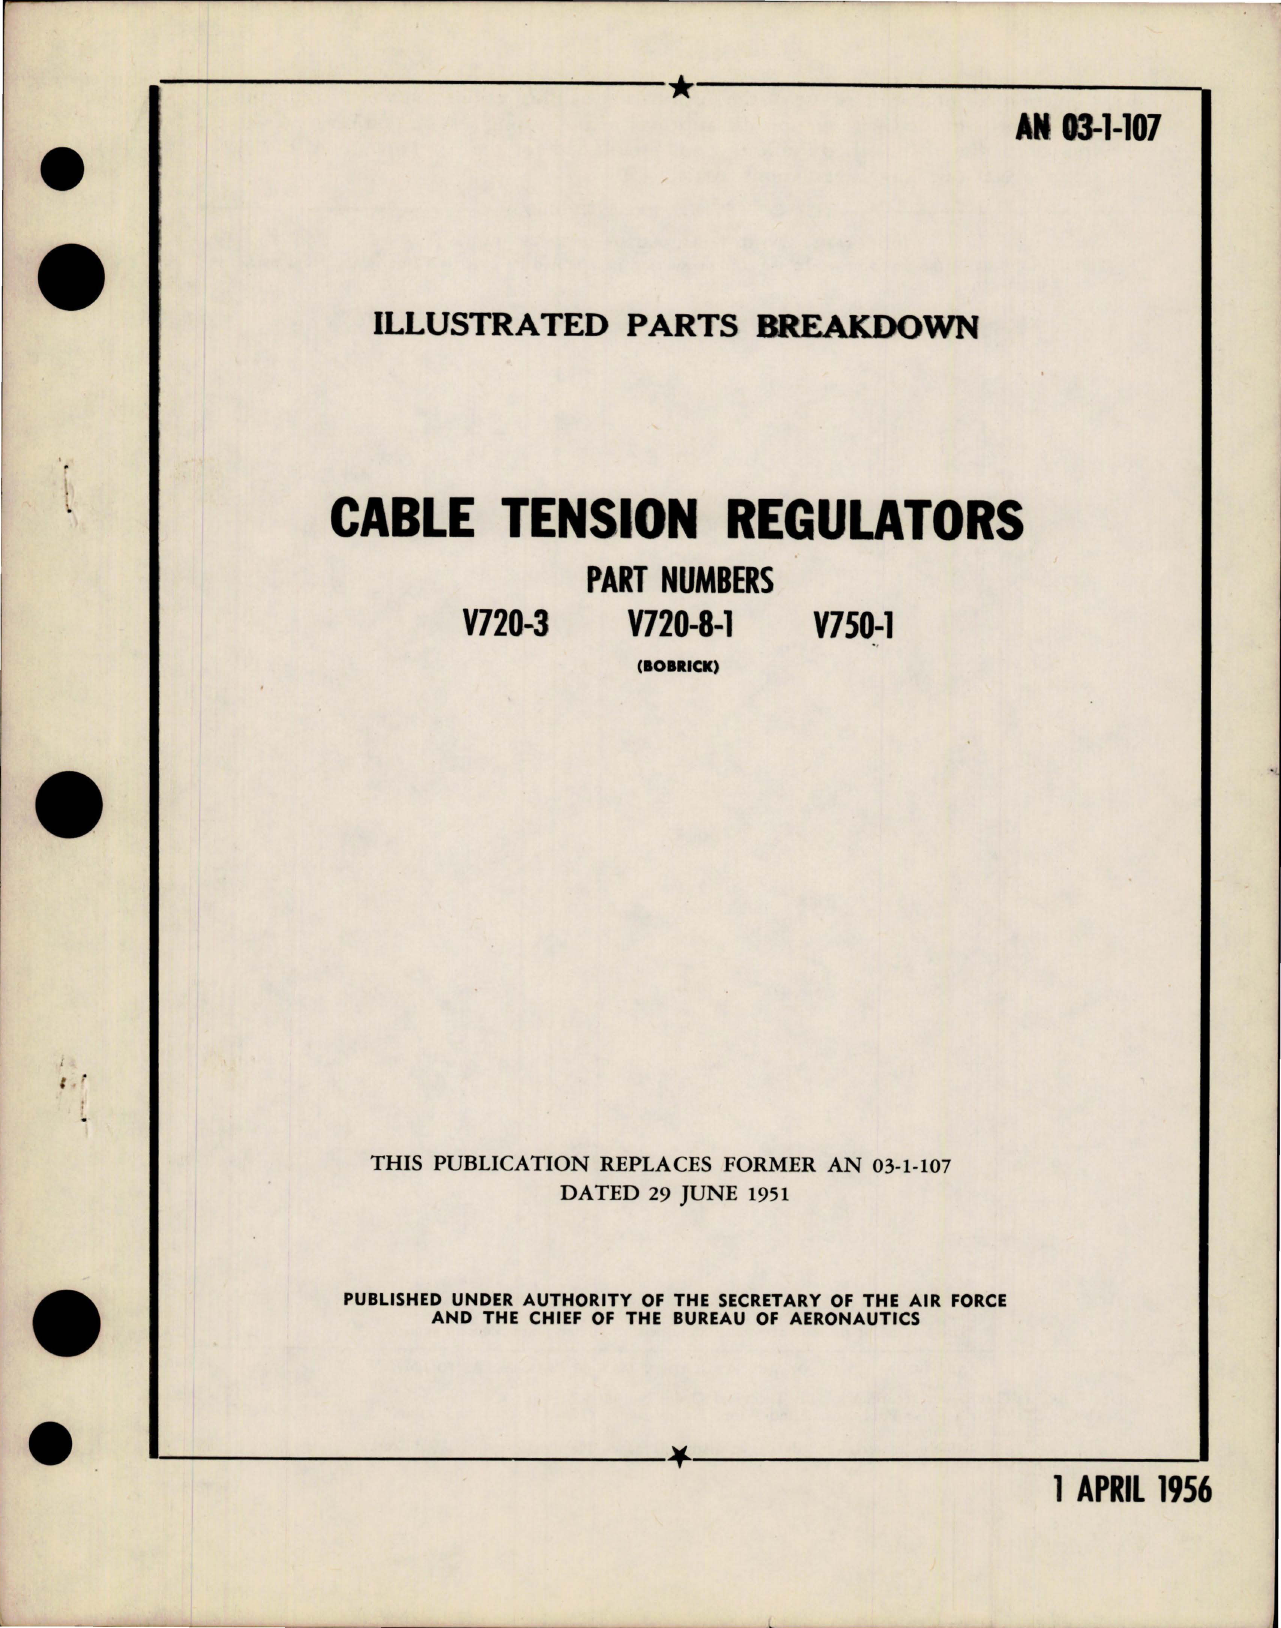 AN 03-1-107
ILLUSTRATED PARTS BREAKDOWN
CABLE TENSION REGULATORS
PART NUMBERS
V720-3 V720-8-1 V750-1
(BOBRICK)
THIS PUBLICATION REPLACES FORMER AN 03-1-107
DATED 29 JUNE 1951
PUBLISHED UNDER AUTHORITY OF THE SECRETARY OF THE AIR FORCE
AND THE CHIEF OF THE BUREAU OF AERONAUTICS
1 APRIL 1956